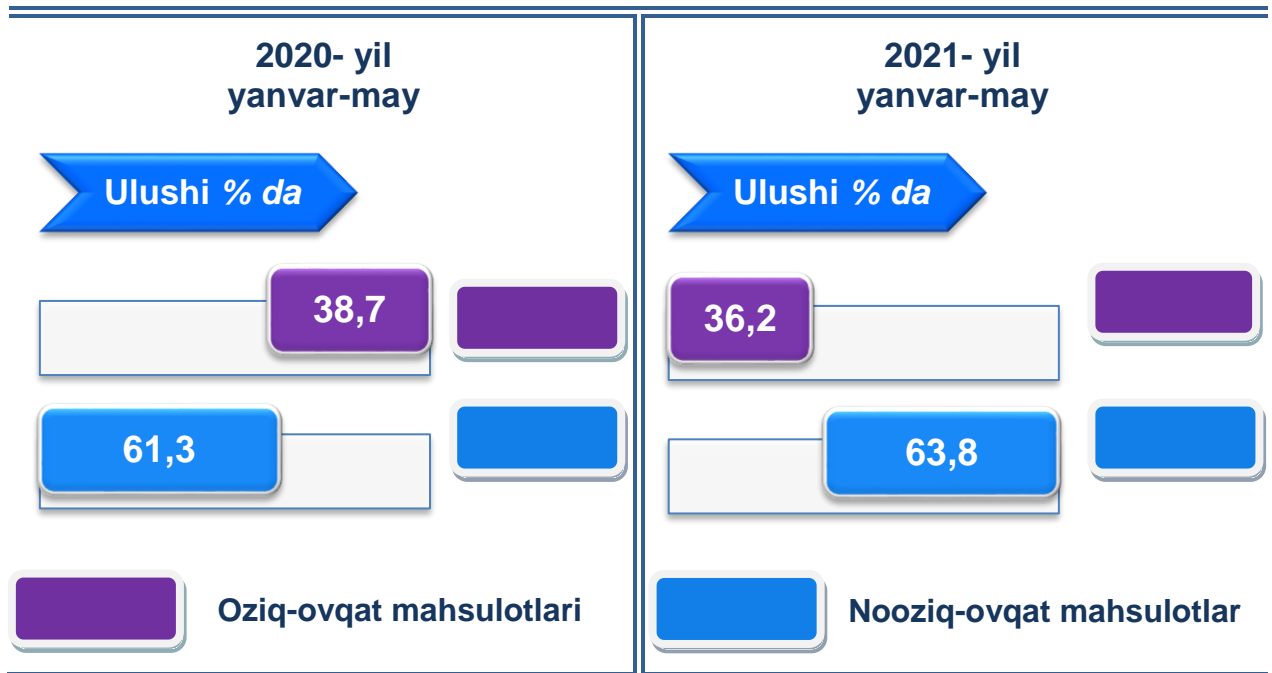 2020- yil
yanvar-may
Ulushi % da
38,7
61,3
2021- yil
yanvar-may
Ulushi % da
36,2
63,8
Oziq-ovqat mahsulotlari
Nooziq-ovqat mahsulotlar